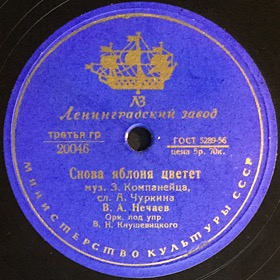 ЛЗ
Ленинградский завод
третья гр
20046
ГОСТ 5289-56
цена 5р. 70к.
Снова яблоня цветет
муз. З. Компанейца,
сл. А. Чуркина
В. А. Нечаев
Орк. под упр.
В. Н. Кнушевицкого
МИНИСТЕРСТВО КУЛЬТУРЫ СССР